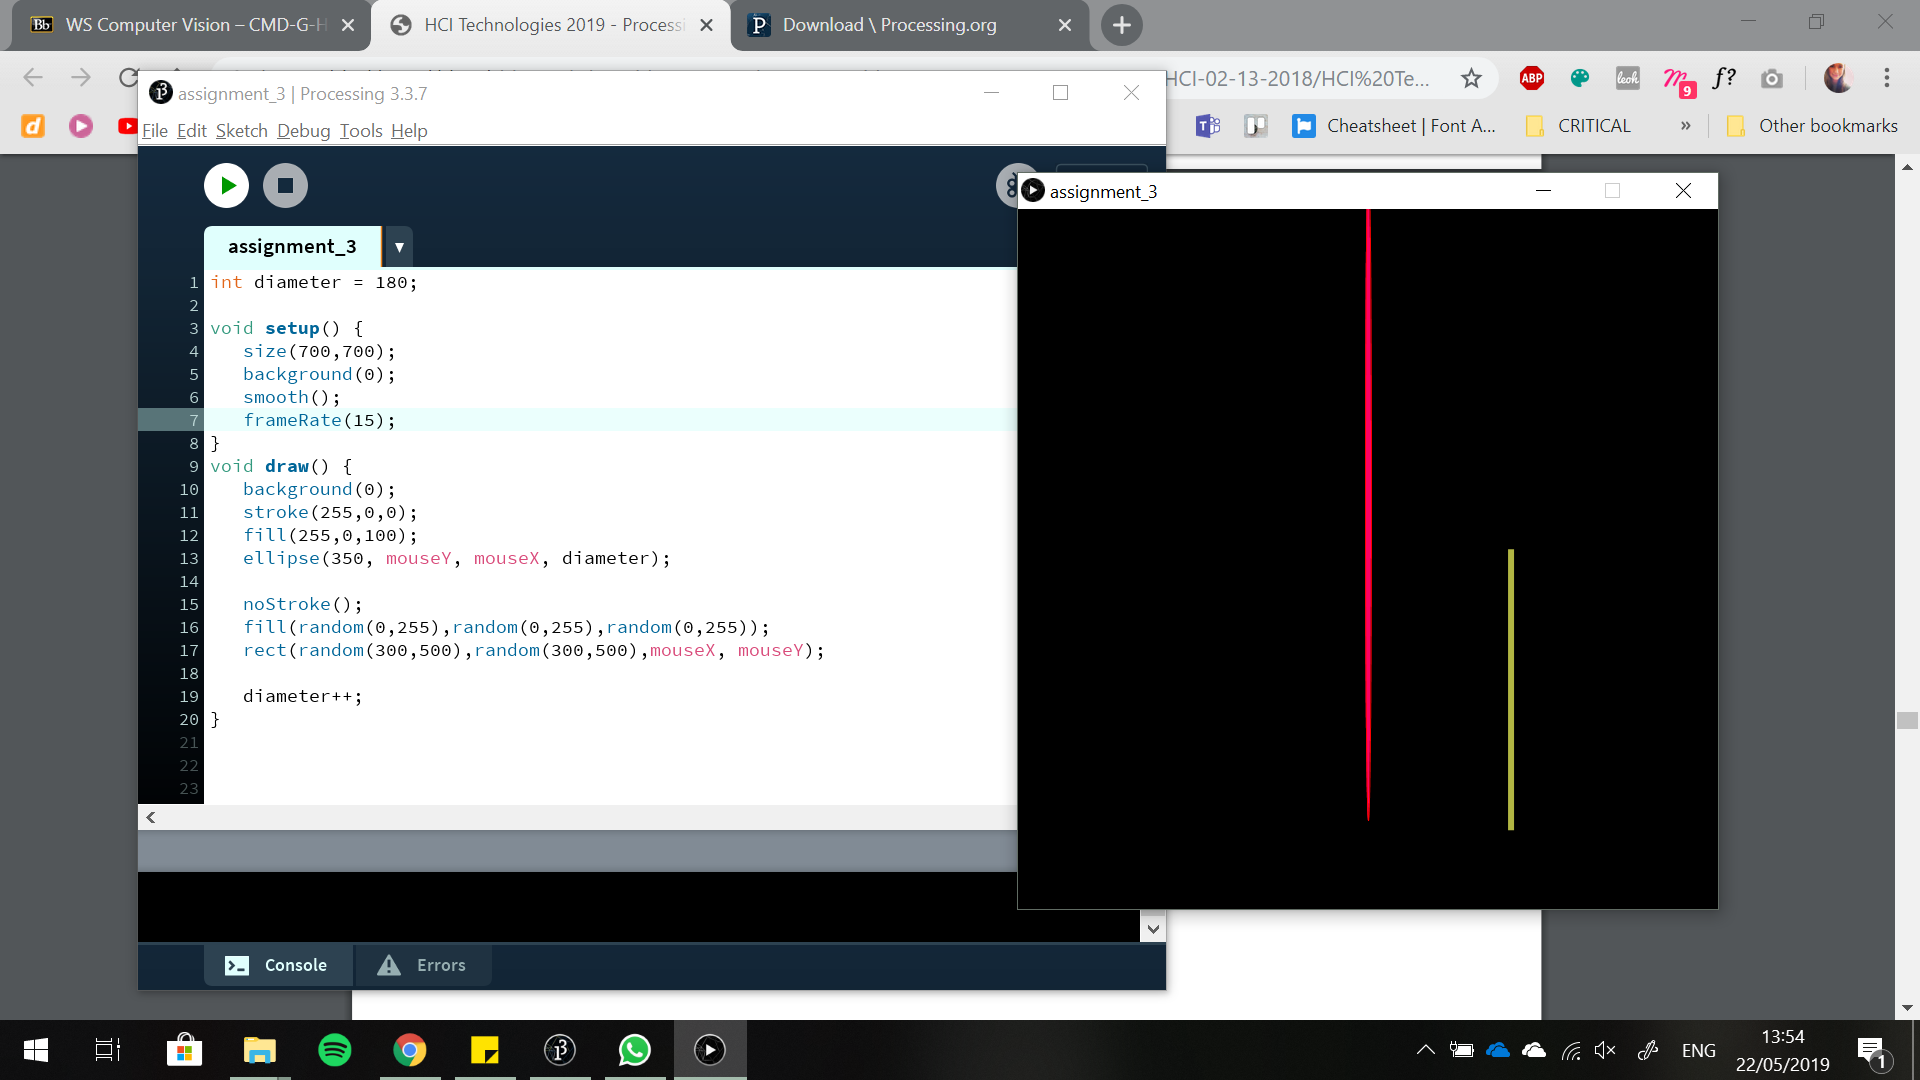 WS Computer Vision – CMD-G-H
HCI Technologies 2019 - Processi
Download \ Processing.org
HCI-02-13-2018/HCI%20Te...
ABP
leoh
9
f?
Cheatsheet | Font A...
CRITICAL
»
Other bookmarks
assignment_3 | Processing 3.3.7
File Edit Sketch Debug Tools Help
assignment_3
1 int diameter = 180;
2
3 void setup() {
4 size(700,700);
5 background(0);
6 smooth();
7 frameRate(15);
8 }
9 void draw() {
10 background(0);
11 stroke(255,0,0);
12 fill(255,0,100);
13 ellipse(350, mouseY, mouseX, diameter);
14
15 noStroke();
16 fill(random(0,255),random(0,255),random(0,255));
17 rect(random(300,500),random(300,500),mouseX, mouseY);
18
19 diameter++;
20 }
21
22
23
Console
Errors
assignment_3
ENG
13:54
22/05/2019
1